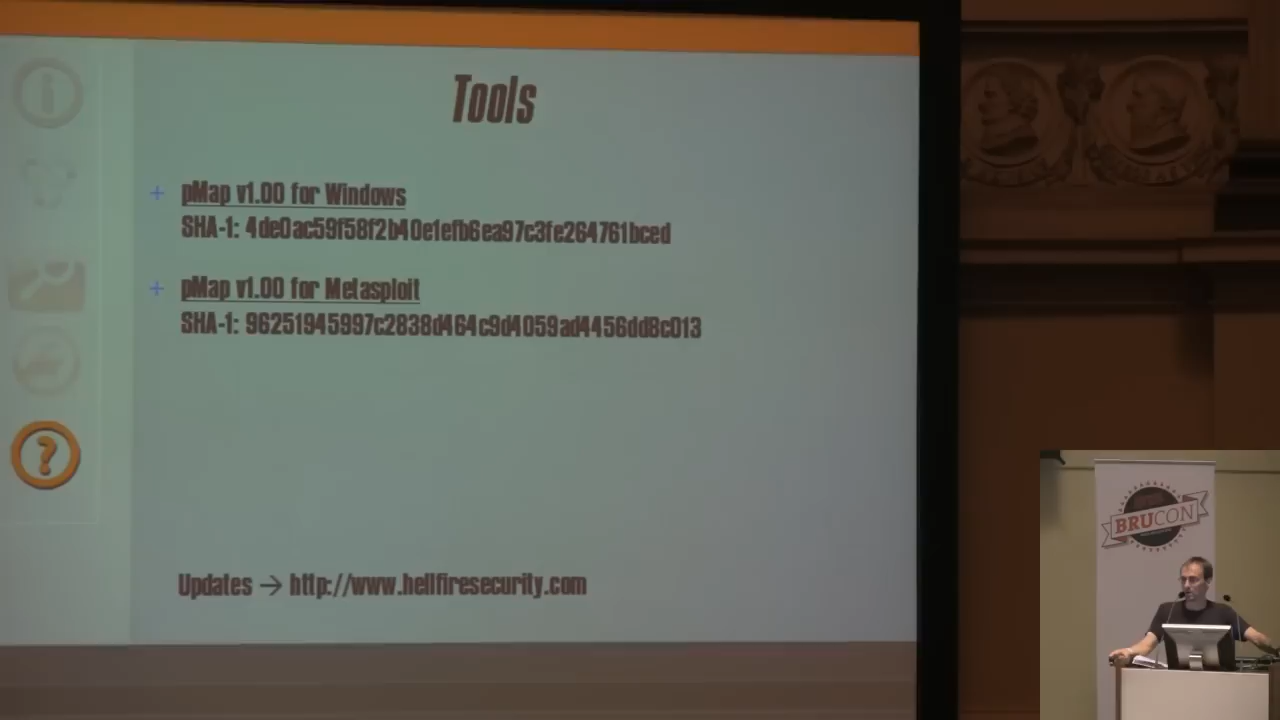 Tools
+ pMap v1.00 for Windows
SHA-1: 4de0ac59f58f2b40e1efb6ea97c3fe264761bced
+ pMap v1.00 for Metasploit
SHA-1: 96251945997c2838d464c9d4059ad4456dd8c013
Updates → http://www.hellfiresecurity.com
BRUCON